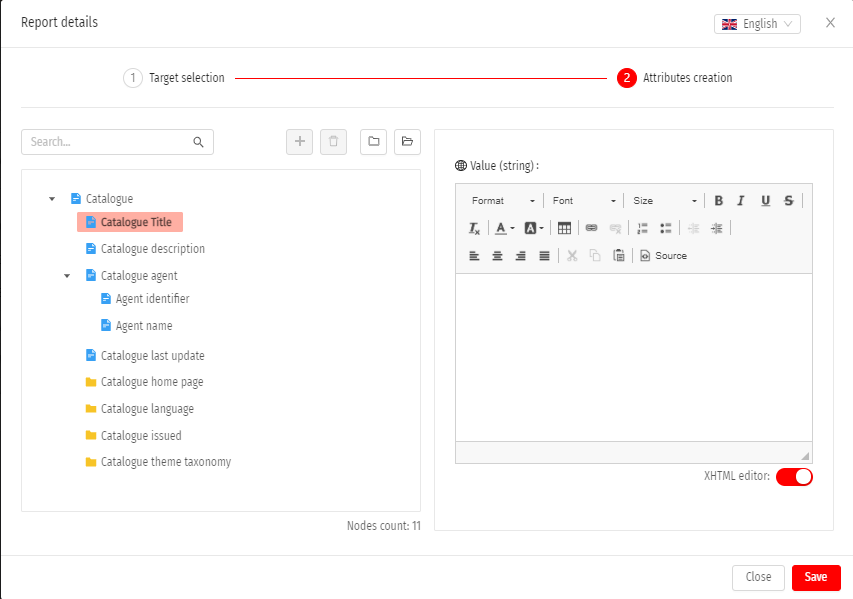 Report details
English
1 Target selection
2 Attributes creation
Search...
Catalogue
Catalogue Title
Catalogue description
Catalogue agent
Agent identifier
Agent name
Catalogue last update
Catalogue home page
Catalogue language
Catalogue issued
Catalogue theme taxonomy
Nodes count: 11
Value (string) :
Format Font Size B I U S
Ix A A
Source
XHTML editor:
Close Save